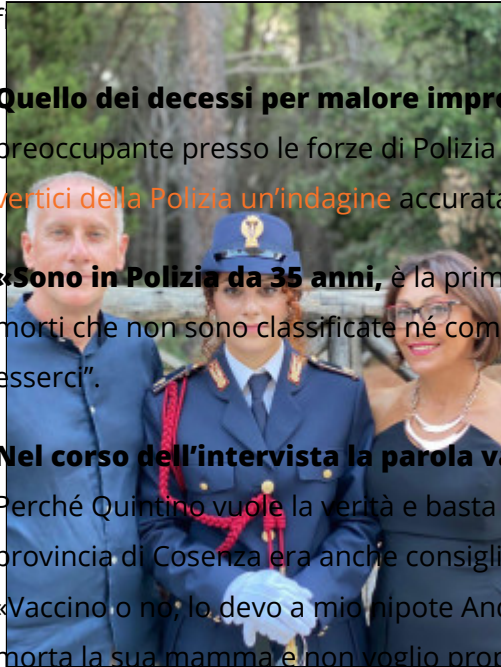 Quello dei decessi per malore impro
preoccupante presso le forze di Polizia
vertici della Polizia un'indagine accurata
«Sono in Polizia da 35 anni, è la prim
morti che non sono classificate né com
esserci”.
Nel corso dell'intervista la parola va
Perché Quintino vuole la verità e basta
provincia di Cosenza era anche consigli
«Vaccino o no, lo devo a mio nipote And
morta la sua mamma e non voglio prov